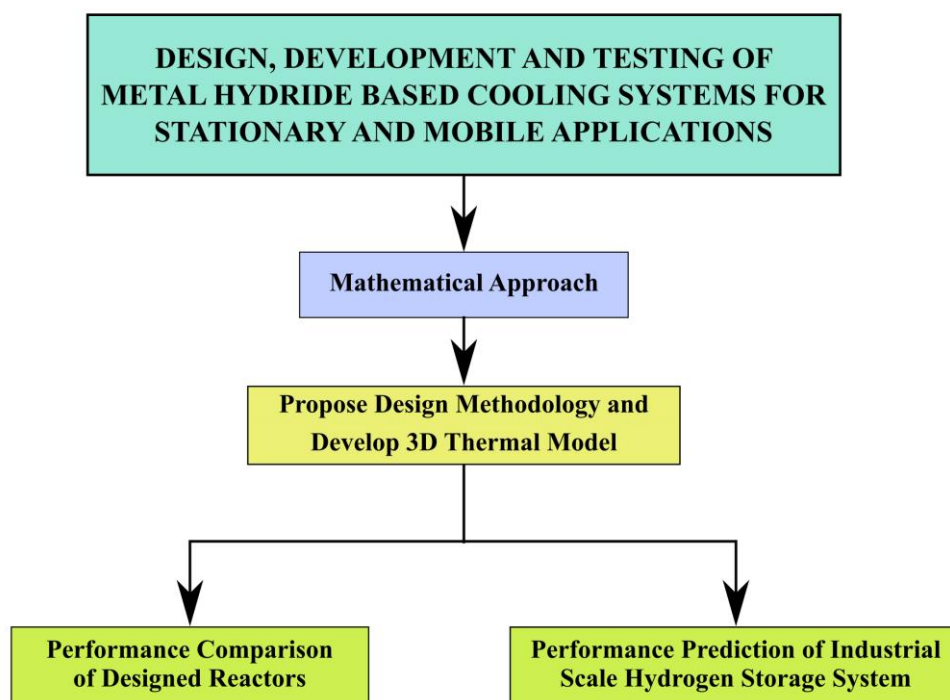 DESIGN, DEVELOPMENT AND TESTING OF
METAL HYDRIDE BASED COOLING SYSTEMS FOR
STATIONARY AND MOBILE APPLICATIONS
Mathematical Approach
Propose Design Methodology and
Develop 3D Thermal Model
Performance Comparison
of Designed Reactors
Performance Prediction of Industrial
Scale Hydrogen Storage System